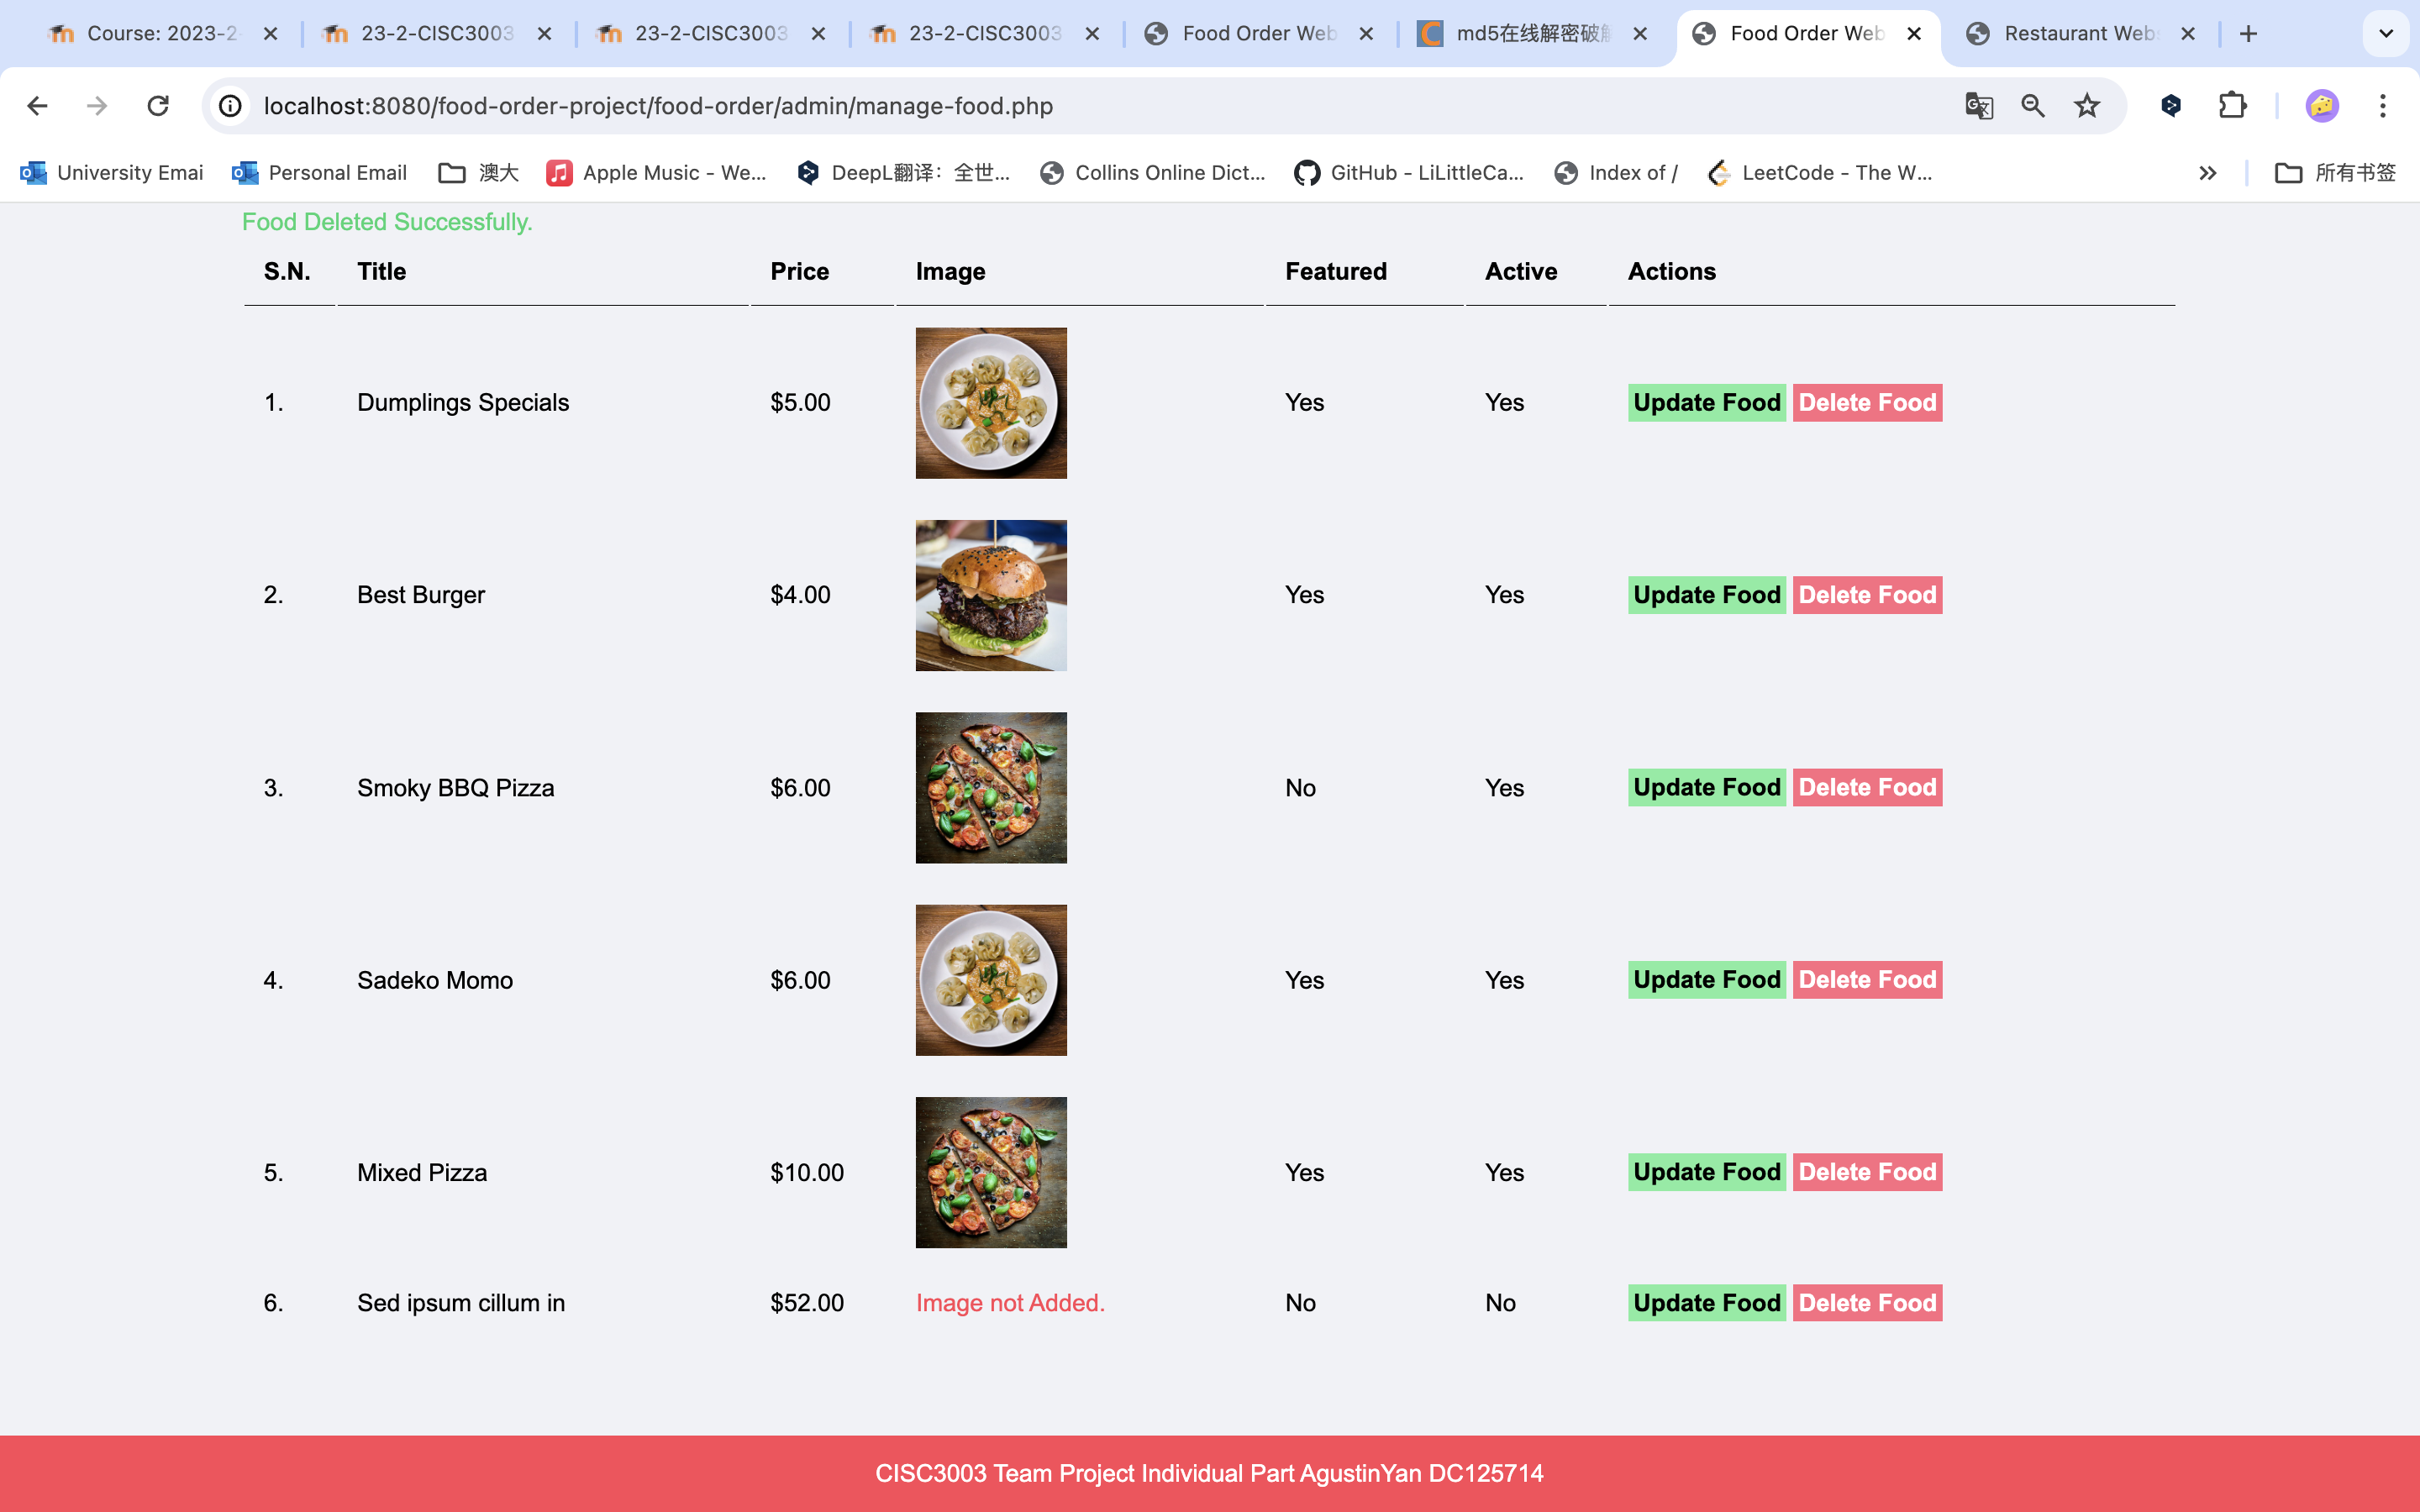 Course: 2023-2
23-2-CISC3003
23-2-CISC3003
23-2-CISC3003
Food Order Web
md5在线解密破解
Food Order Web
Restaurant Webs
localhost:8080/food-order-project/food-order/admin/manage-food.php
University Emai
Personal Email
澳大
Apple Music - We...
DeepL翻译：全世...
Collins Online Dict...
GitHub - LiLittleCa...
Index of /
LeetCode - The W...
所有书签
Food Deleted Successfully.
S.N. Title Price Image Featured Active Actions
1. Dumplings Specials $5.00 Yes Yes Update Food Delete Food
2. Best Burger $4.00 Yes Yes Update Food Delete Food
3. Smoky BBQ Pizza $6.00 No Yes Update Food Delete Food
4. Sadeko Momo $6.00 Yes Yes Update Food Delete Food
5. Mixed Pizza $10.00 Yes Yes Update Food Delete Food
6. Sed ipsum cillum in $52.00 Image not Added. No No Update Food Delete Food
CISC3003 Team Project Individual Part AgustinYan DC125714